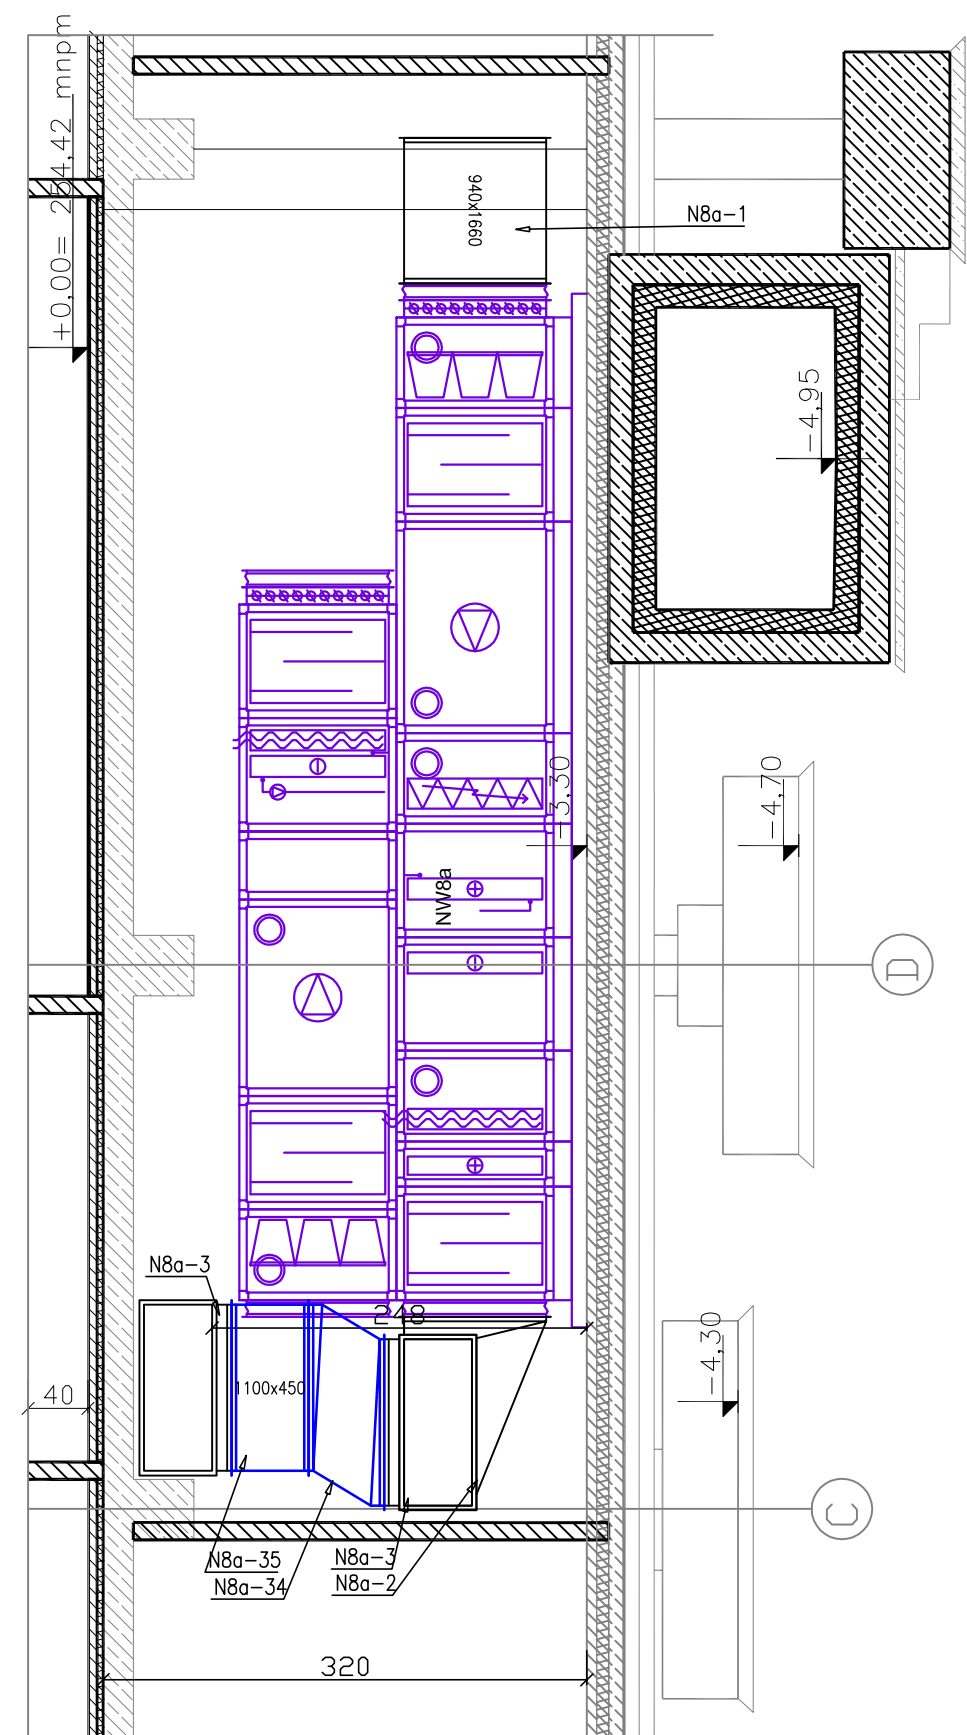 +0,00= 254,42 mnpm
940x1660
N8a-1
-4,95
-3,30
-4,70
NW8a
D
N8a-3
248
1100x450
-4,30
40
C
N8a-35
N8a-34
N8a-3
N8a-2
320